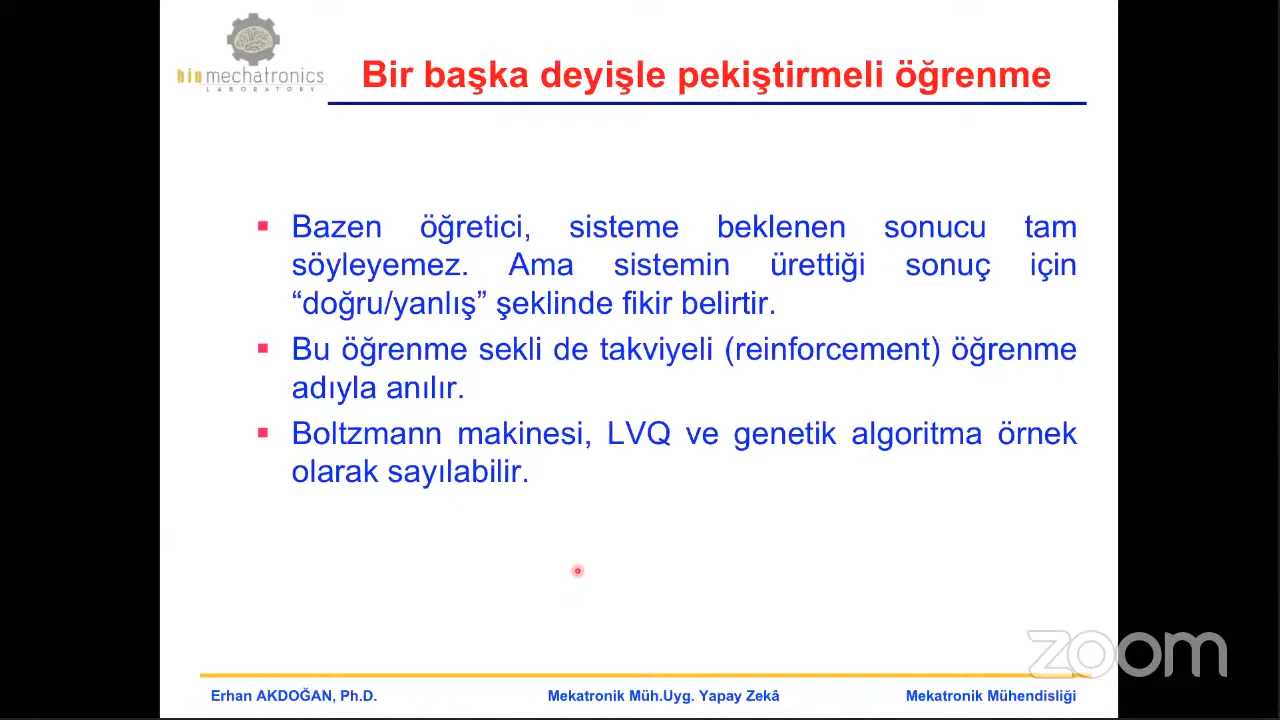 biomechatronics
LABORATORY
Bir başka deyişle pekiştirmeli öğrenme
Bazen öğretici, sisteme beklenen sonucu tam
söyleyemez. Ama sistemin ürettiği sonuç için
“doğru/yanlış” şeklinde fikir belirtir.
Bu öğrenme sekli de takviyeli (reinforcement) öğrenme
adıyla anılır.
Boltzmann makinesi, LVQ ve genetik algoritma örnek
olarak sayılabilir.
zoom
Erhan AKDOĞAN, Ph.D.
Mekatronik Müh.Uyg. Yapay Zekâ
Mekatronik Mühendisliği